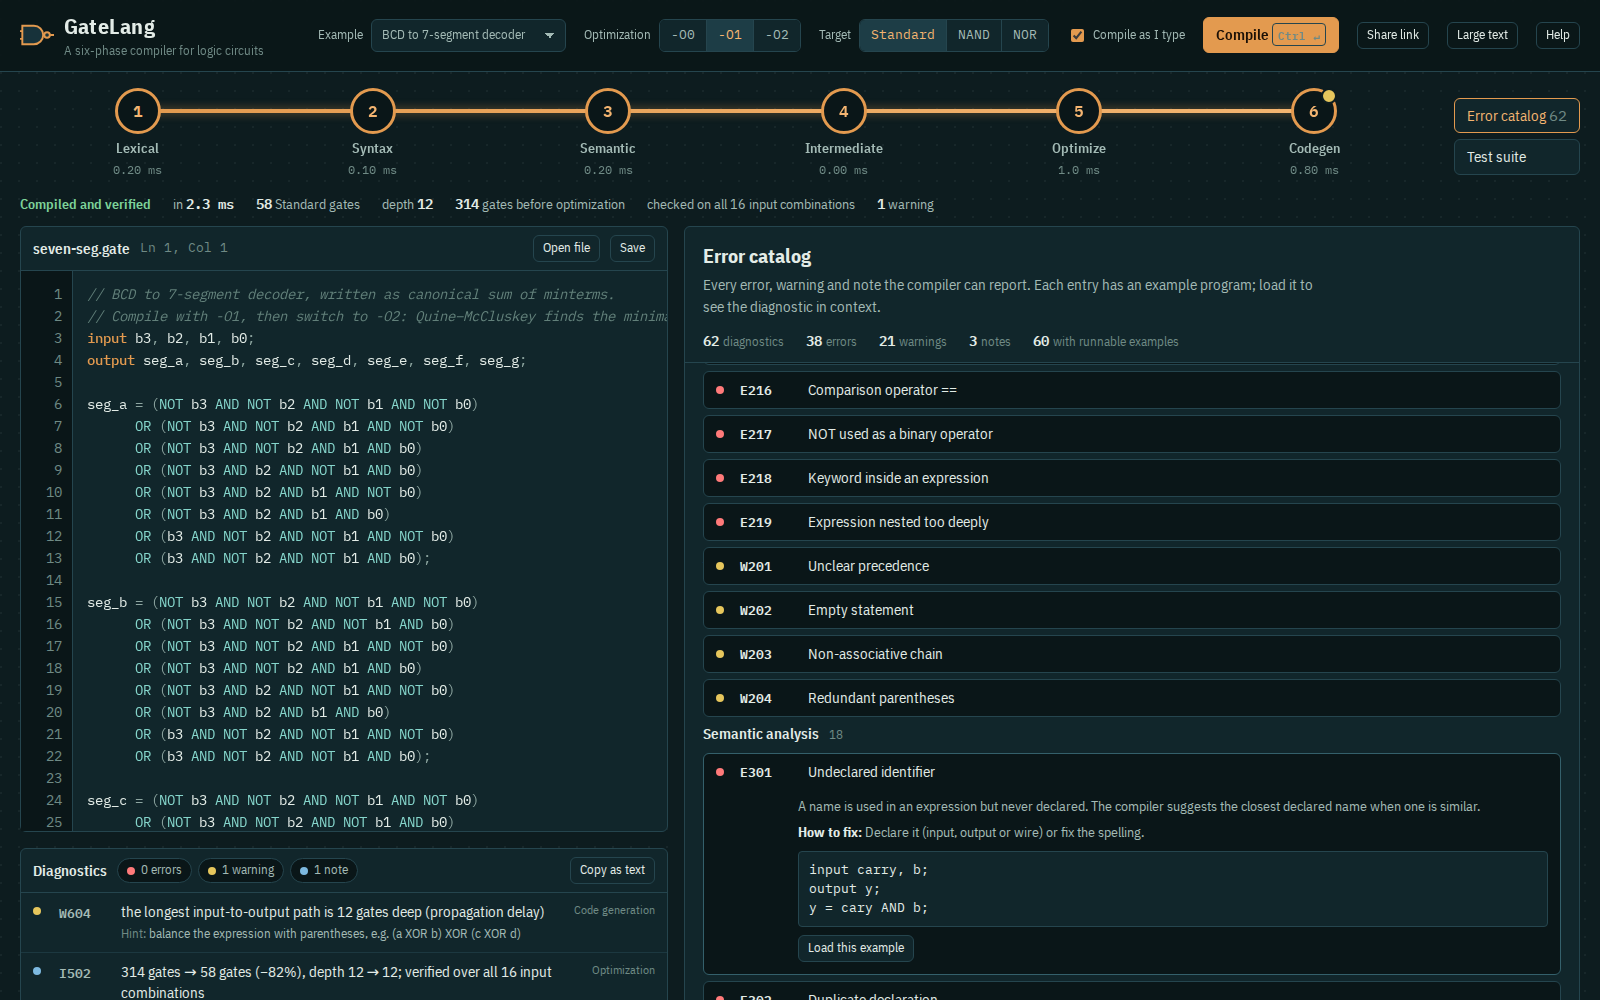 GateLang
A six-phase compiler for logic circuits
Example BCD to 7-segment decoder Optimization -O0 -O1 -O2 Target Standard NAND NOR Compile as I type Compile Ctrl ↵ Share link Large text Help
1 2 3 4 5 6
Lexical Syntax Semantic Intermediate Optimize Codegen
0.20 ms 0.10 ms 0.20 ms 0.00 ms 1.0 ms 0.80 ms
Error catalog 62
Test suite
Compiled and verified in 2.3 ms 58 Standard gates depth 12 314 gates before optimization checked on all 16 input combinations 1 warning
seven-seg.gate Ln 1, Col 1 Open file Save
1 // BCD to 7-segment decoder, written as canonical sum of minterms.
2 // Compile with -O1, then switch to -O2: Quine-McCluskey finds the minima
3 input b3, b2, b1, b0;
4 output seg_a, seg_b, seg_c, seg_d, seg_e, seg_f, seg_g;
5
6 seg_a = (NOT b3 AND NOT b2 AND NOT b1 AND NOT b0)
7 OR (NOT b3 AND NOT b2 AND b1 AND NOT b0)
8 OR (NOT b3 AND NOT b2 AND b1 AND b0)
9 OR (NOT b3 AND b2 AND NOT b1 AND b0)
10 OR (NOT b3 AND b2 AND b1 AND NOT b0)
11 OR (NOT b3 AND b2 AND b1 AND b0)
12 OR (b3 AND NOT b2 AND NOT b1 AND NOT b0)
13 OR (b3 AND NOT b2 AND NOT b1 AND b0);
14
15 seg_b = (NOT b3 AND NOT b2 AND NOT b1 AND NOT b0)
16 OR (NOT b3 AND NOT b2 AND NOT b1 AND b0)
17 OR (NOT b3 AND NOT b2 AND b1 AND NOT b0)
18 OR (NOT b3 AND NOT b2 AND b1 AND b0)
19 OR (NOT b3 AND b2 AND NOT b1 AND NOT b0)
20 OR (NOT b3 AND b2 AND b1 AND b0)
21 OR (b3 AND NOT b2 AND NOT b1 AND NOT b0)
22 OR (b3 AND NOT b2 AND NOT b1 AND b0);
23
24 seg_c = (NOT b3 AND NOT b2 AND NOT b1 AND NOT b0)
25 OR (NOT b3 AND NOT b2 AND NOT b1 AND b0)
Diagnostics 0 errors 1 warning 1 note Copy as text
W604 the longest input-to-output path is 12 gates deep (propagation delay) Code generation
Hint: balance the expression with parentheses, e.g. (a XOR b) XOR (c XOR d)
I502 314 gates → 58 gates (−82%), depth 12 → 12; verified over all 16 input Optimization
combinations
Error catalog
Every error, warning and note the compiler can report. Each entry has an example program; load it to
see the diagnostic in context.
62 diagnostics 38 errors 21 warnings 3 notes 60 with runnable examples
E216 Comparison operator ==
E217 NOT used as a binary operator
E218 Keyword inside an expression
E219 Expression nested too deeply
W201 Unclear precedence
W202 Empty statement
W203 Non-associative chain
W204 Redundant parentheses
Semantic analysis 18
E301 Undeclared identifier
A name is used in an expression but never declared. The compiler suggests the closest declared name when one is similar.
How to fix: Declare it (input, output or wire) or fix the spelling.
input carry, b;
output y;
y = cary AND b;
Load this example
E302 Duplicate declaration